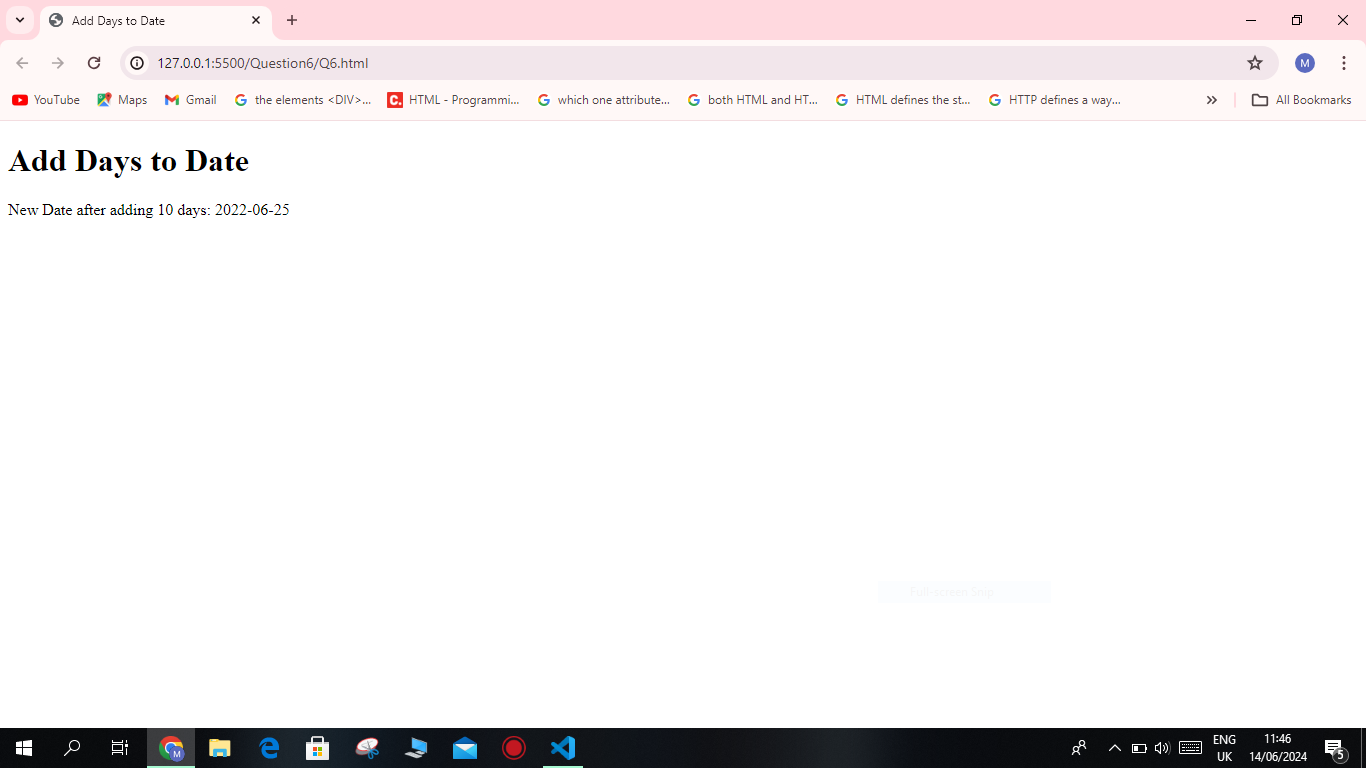 Add Days to Date
127.0.0.1:5500/Question6/Q6.html
M
YouTube
Maps
Gmail
the elements <DIV>...
C.
HTML - Programmi...
which one attribute...
both HTML and HT...
HTML defines the st...
HTTP defines a way...
All Bookmarks
Add Days to Date
New Date after adding 10 days: 2022-06-25
Full-screen Snip
M
ENG
UK
11:46
14/06/2024
5